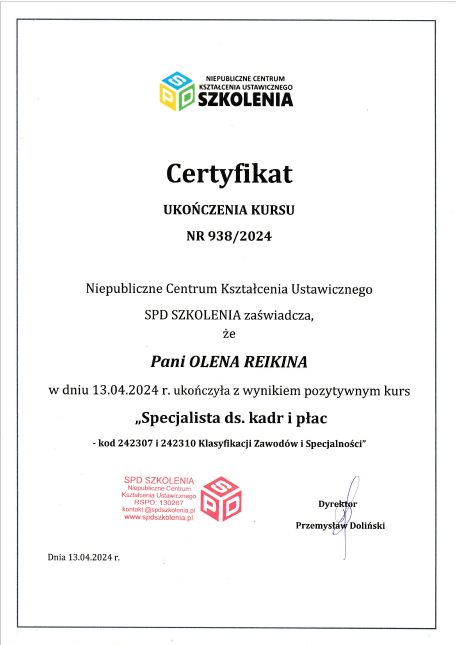 SPD
NIEPUBLICZNE CENTRUM
KSZTAŁCENIA USTAWICZNEGO
SZKOLENIA
Certyfikat
UKOŃCZENIA KURSU
NR 938/2024
Niepubliczne Centrum Kształcenia Ustawicznego
SPD SZKOLENIA zaświadcza,
że
Pani OLENA REIKINA
w dniu 13.04.2024 r. ukończyła z wynikiem pozytywnym kurs
„Specjalista ds. kadr i płac
- kod 242307 i 242310 Klasyfikacji Zawodów i Specjalności”
SPD SZKOLENIA
Niepubliczne Centrum
Kształcenia Ustawicznego
RSPO: 130267
kontakt@spdszkolenia.pl
www.spdszkolenia.pl
SPD
Dyrektor
Przemysław Doliński
Dnia 13.04.2024 r.